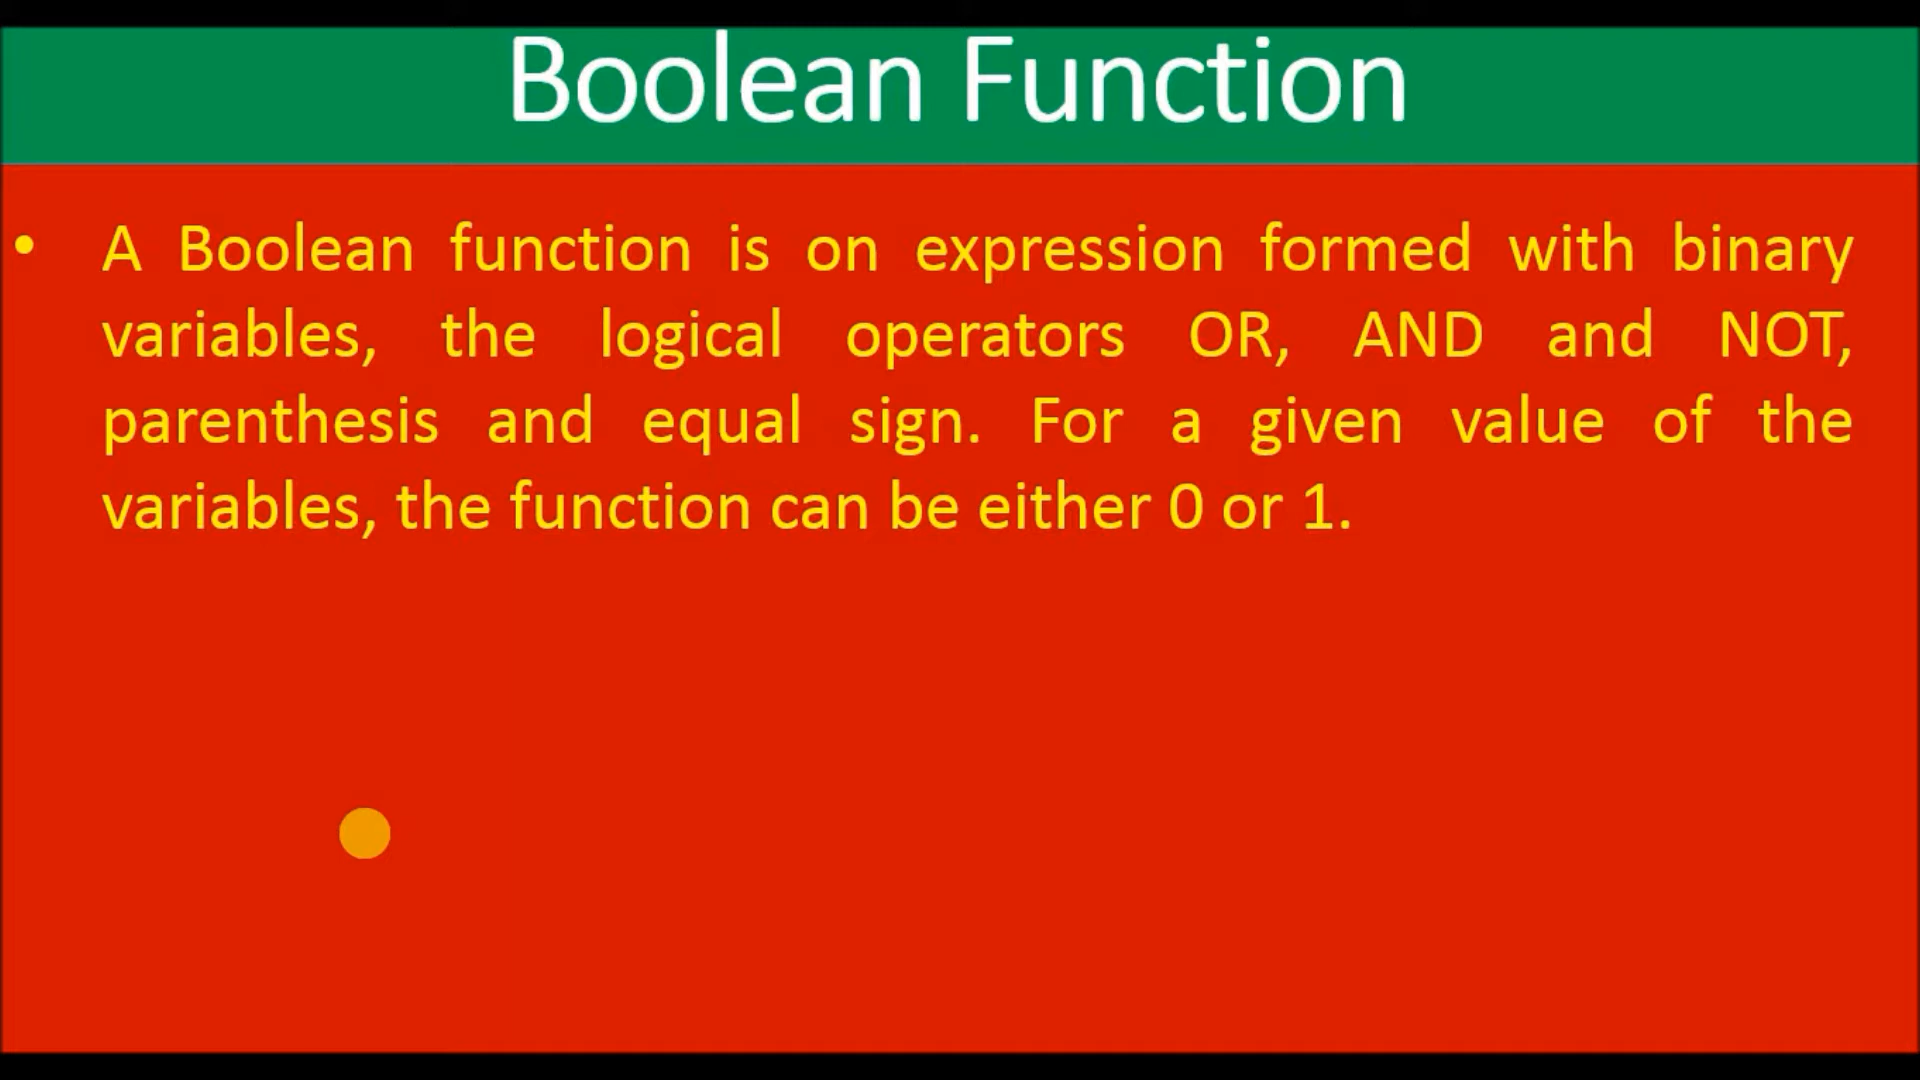 Boolean Function
• A Boolean function is on expression formed with binary
variables, the logical operators OR, AND and NOT,
parenthesis and equal sign. For a given value of the
variables, the function can be either 0 or 1.